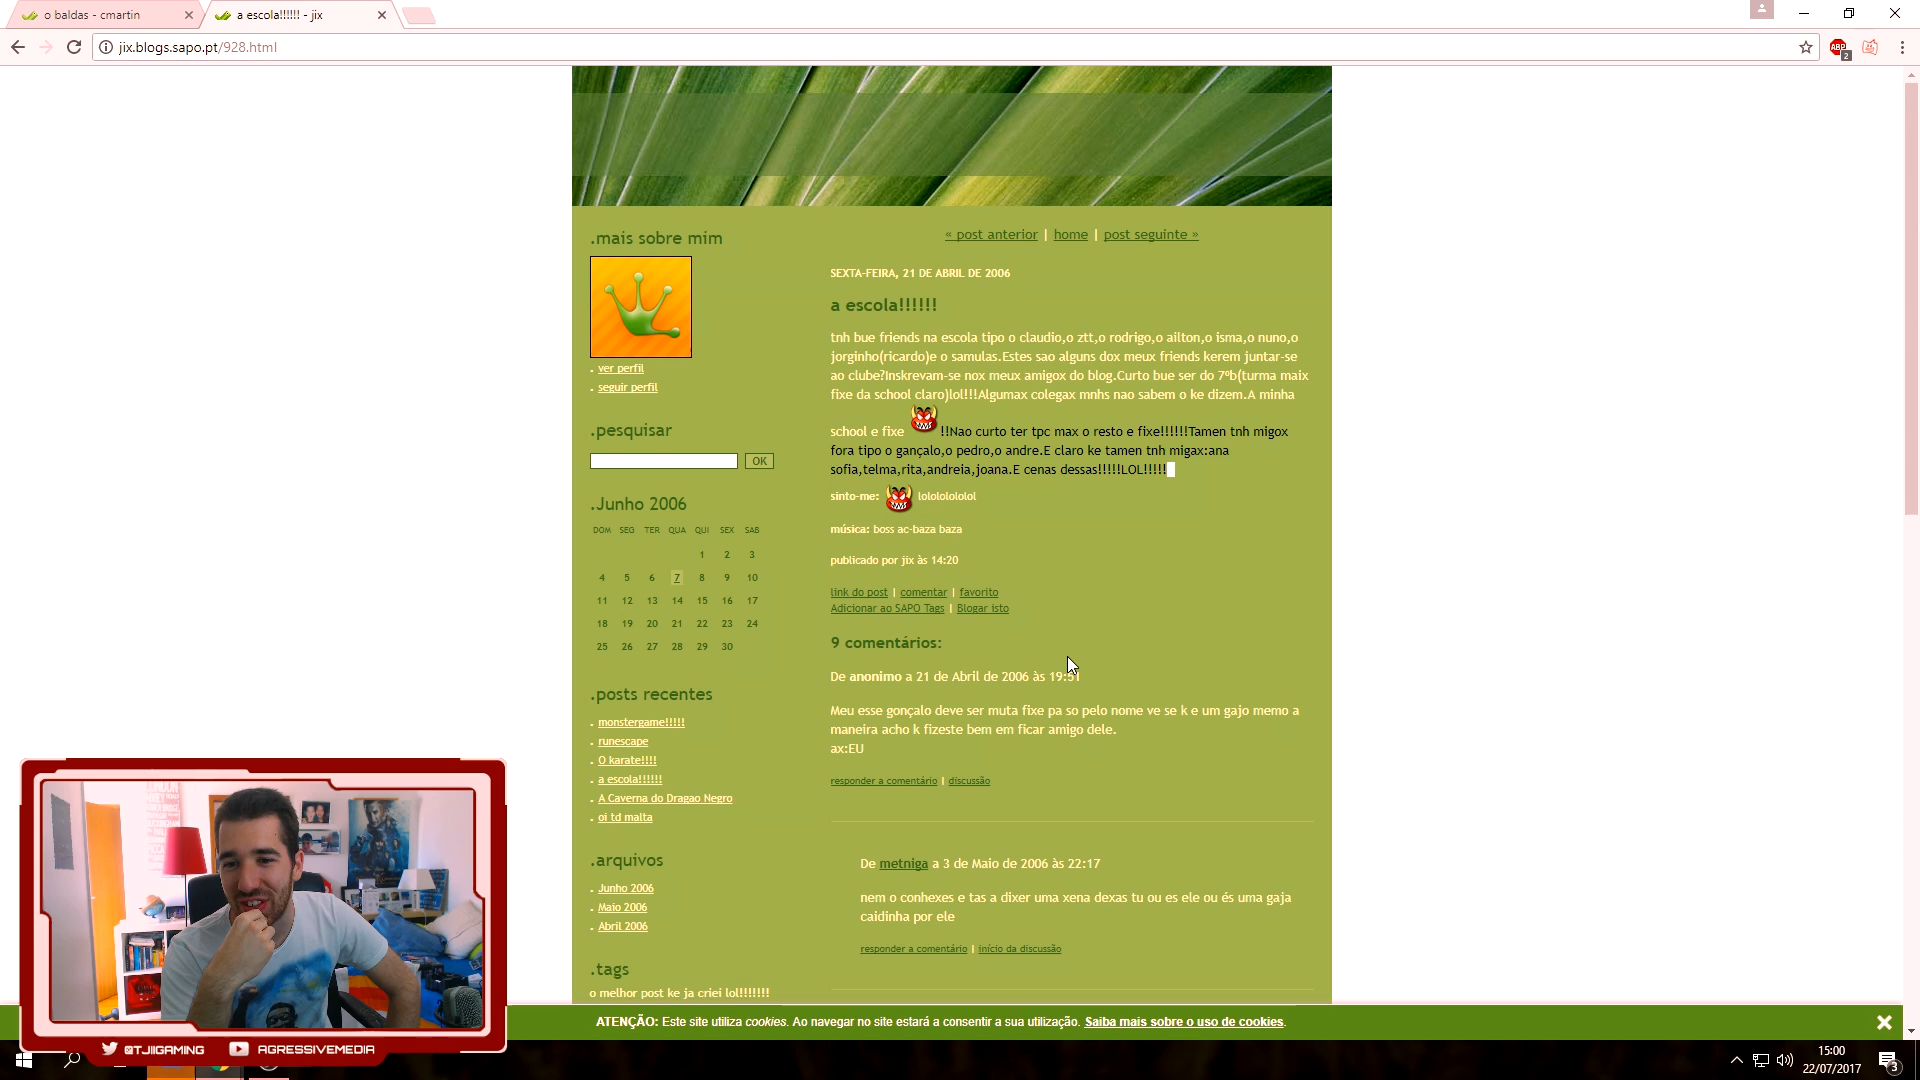 o baldas - cmartin
a escola!!!!!! - jix
jix.blogs.sapo.pt/928.html
ABP
2
.mais sobre mim
. ver perfil
. seguir perfil
.pesquisar
OK
.Junho 2006
DOM SEG TER QUA QUI SEX SAB
1 2 3
4 5 6 7 8 9 10
11 12 13 14 15 16 17
18 19 20 21 22 23 24
25 26 27 28 29 30
.posts recentes
. monstergame!!!!!
. runescape
. O karate!!!!
. a escola!!!!!!
. A Caverna do Dragao Negro
. oi td malta
.arquivos
. Junho 2006
. Maio 2006
. Abril 2006
.tags
o melhor post ke ja criei lol!!!!!!!
« post anterior | home | post seguinte »
SEXTA-FEIRA, 21 DE ABRIL DE 2006
a escola!!!!!!
tnh bue friends na escola tipo o claudio,o ztt,o rodrigo,o ailton,o isma,o nuno,o
jorginho(ricardo)e o samulas.Estes sao alguns dox meux friends kerem juntar-se
ao clube?Inskrevam-se nox meux amigox do blog.Curto bue ser do 7ºb(turma maix
fixe da school claro)lol!!!Algumax colegax mnhs nao sabem o ke dizem.A minha
school e fixe !!Nao curto ter tpc max o resto e fixe!!!!!!Tamen tnh migox
fora tipo o gançalo,o pedro,o andre.E claro ke tamen tnh migax:ana
sofia,telma,rita,andreia,joana.E cenas dessas!!!!!LOL!!!!!
sinto-me: lolololololol
música: boss ac-baza baza
publicado por jix às 14:20
link do post | comentar | favorito
Adicionar ao SAPO Tags | Blogar isto
9 comentários:
De anonimo a 21 de Abril de 2006 às 19:51
Meu esse gonçalo deve ser muta fixe pa so pelo nome ve se k e um gajo memo a
maneira acho k fizeste bem em ficar amigo dele.
ax:EU
responder a comentário | discussão
De metniga a 3 de Maio de 2006 às 22:17
nem o conhexes e tas a dixer uma xena dexas tu ou es ele ou és uma gaja
caidinha por ele
responder a comentário | início da discussão
ATENÇÃO: Este site utiliza cookies. Ao navegar no site estará a consentir a sua utilização. Saiba mais sobre o uso de cookies.
@TJIIGAMING
AGRESSIVEMEDIA
15:00
22/07/2017
3